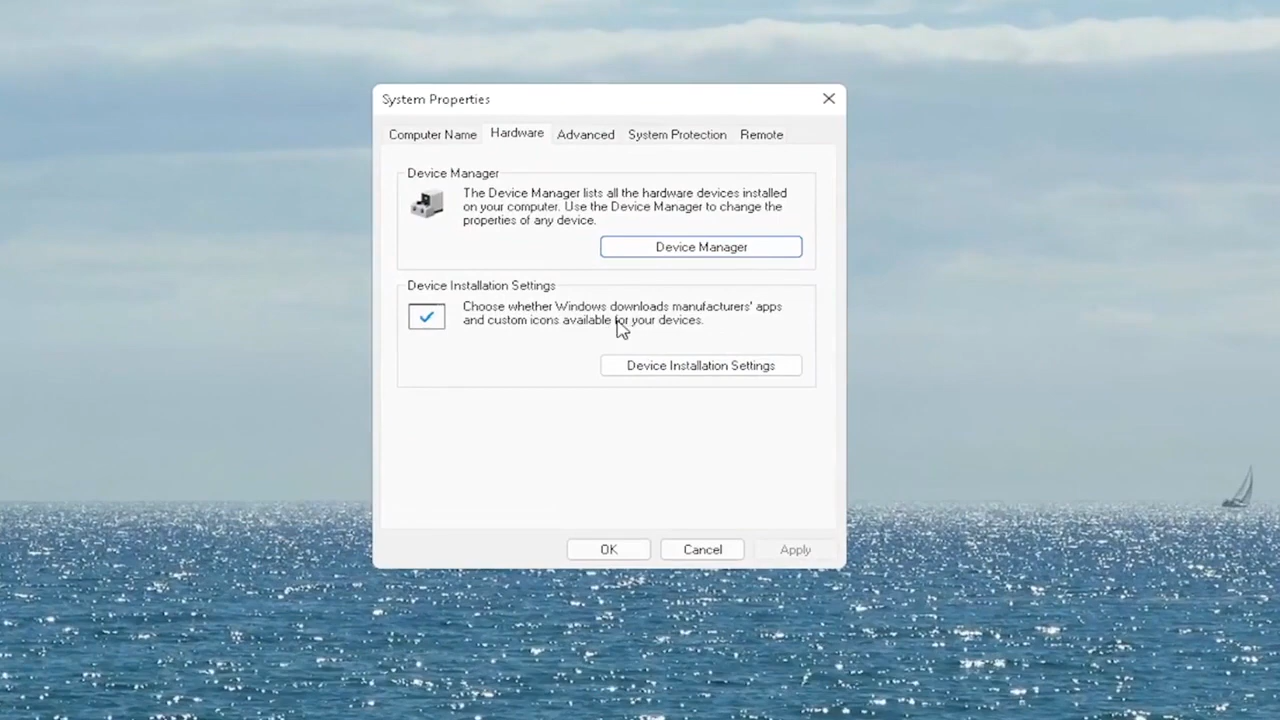 System Properties
Computer Name Hardware Advanced System Protection Remote
Device Manager
The Device Manager lists all the hardware devices installed
on your computer. Use the Device Manager to change the
properties of any device.
Device Manager
Device Installation Settings
Choose whether Windows downloads manufacturers' apps
and custom icons available for your devices.
Device Installation Settings
OK Cancel Apply